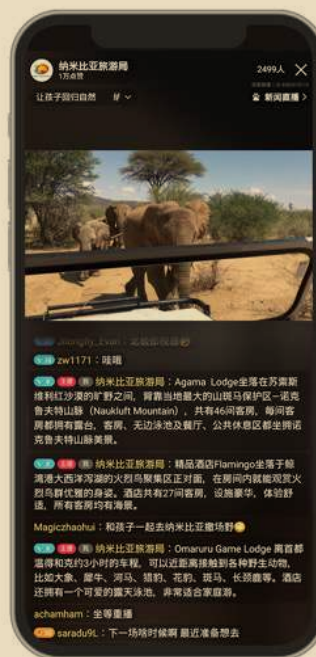 纳米比亚旅游局
1万点赞
2499人
让孩子回归自然
新闻直播 >
zw1171：哇哦
主播 我 纳米比亚旅游局：Agama Lodge坐落在苏索斯
维利红沙漠的旷野之间，背靠当地最大的山斑马保护区—诺克
鲁夫特山脉（Naukluft Mountain），共有46间客房，每间客
房都拥有露台，客房、无边泳池及餐厅、公共休息区都坐拥诺
克鲁夫特山脉美景。
主播 我 纳米比亚旅游局：精品酒店Flamingo坐落于鲸
鸿港大西洋泻湖的火烈鸟聚集区正对面，在房间内就能观赏火
烈鸟群优雅的身姿。酒店共有27间客房，设施豪华，体验舒
适，所有客房均有海景。
Magiczhaohui：和孩子一起去纳米比亚撒场野
主播 我 纳米比亚旅游局：Omaruru Game Lodge 离首都
温得和克约3小时的车程，可以近距离接触到各种野生动物，
比如大象、犀牛、河马、猎豹、花豹、斑马、长颈鹿等。酒店
还拥有一个可爱的露天泳池，非常适合家庭游。
achamham：坐等重播
saradu9L：下一场啥时候啊 最近准备想去